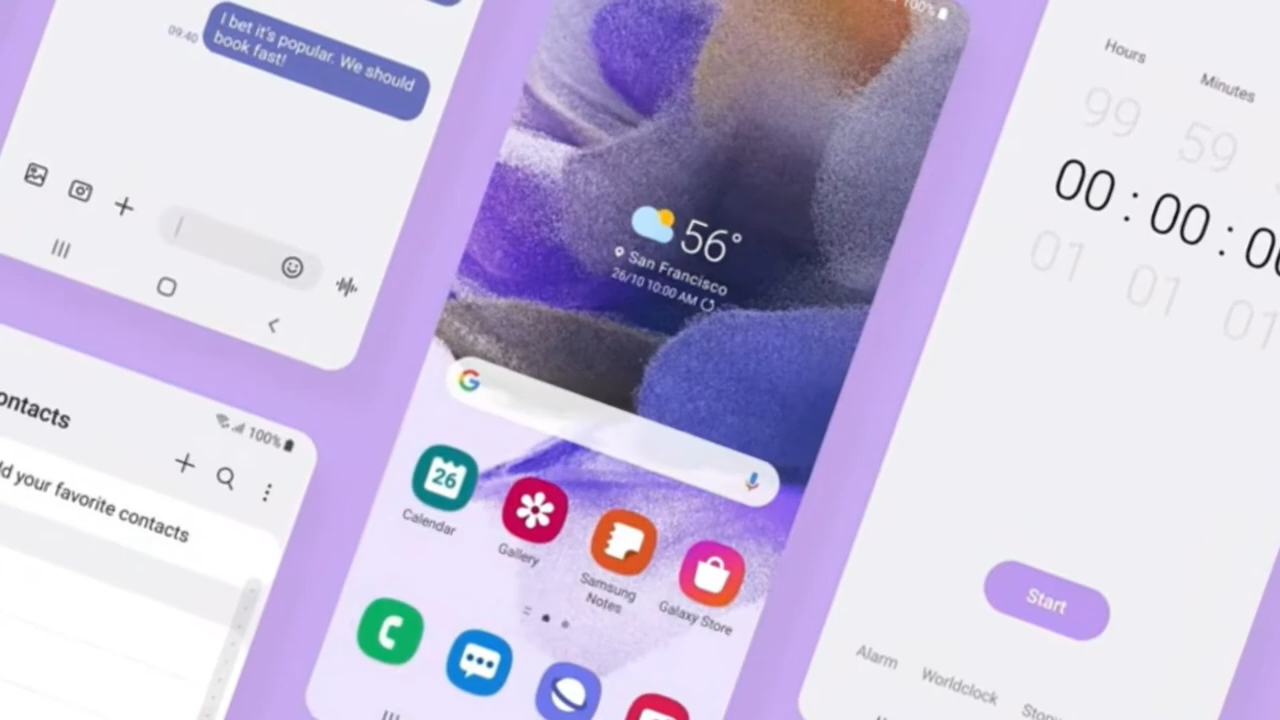 I bet it's popular. We should
book fast!
09:40
ontacts
100%
d your favorite contacts
100%
56°
San Francisco
26/10 10:00 AM
G
26
Calendar
Gallery
Samsung
Notes
Galaxy Store
Hours
Minutes
99
59
00 : 00 : 00
01
01
01
Start
Alarm
Worldclock